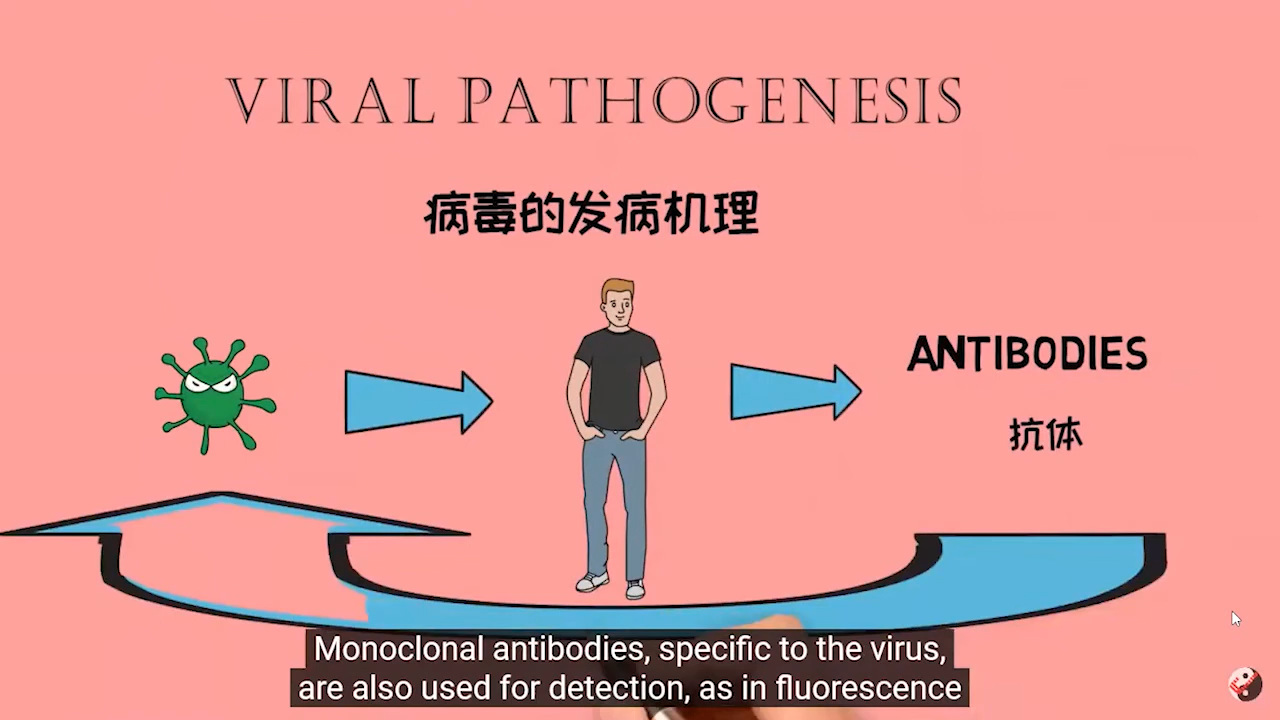 VIRAL PATHOGENESIS
病毒的发病机理
ANTIBODIES
抗体
Monoclonal antibodies, specific to the virus,
are also used for detection, as in fluorescence